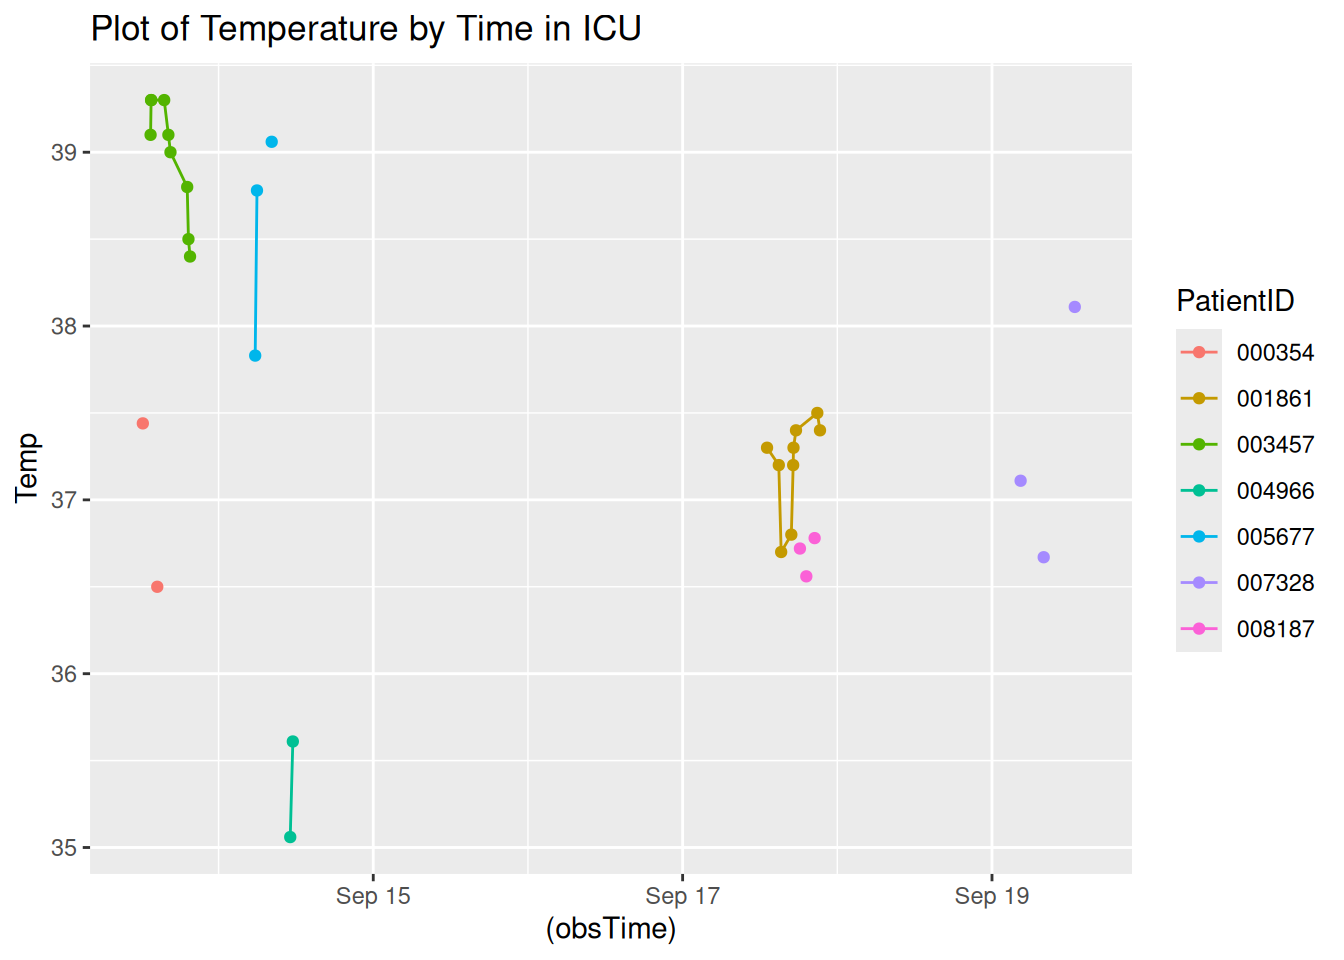 Plot of Temperature by Time in ICU
Temp
39
38
37
36
35
Sep 15
Sep 17
Sep 19
(obsTime)
PatientID
000354
001861
003457
004966
005677
007328
008187